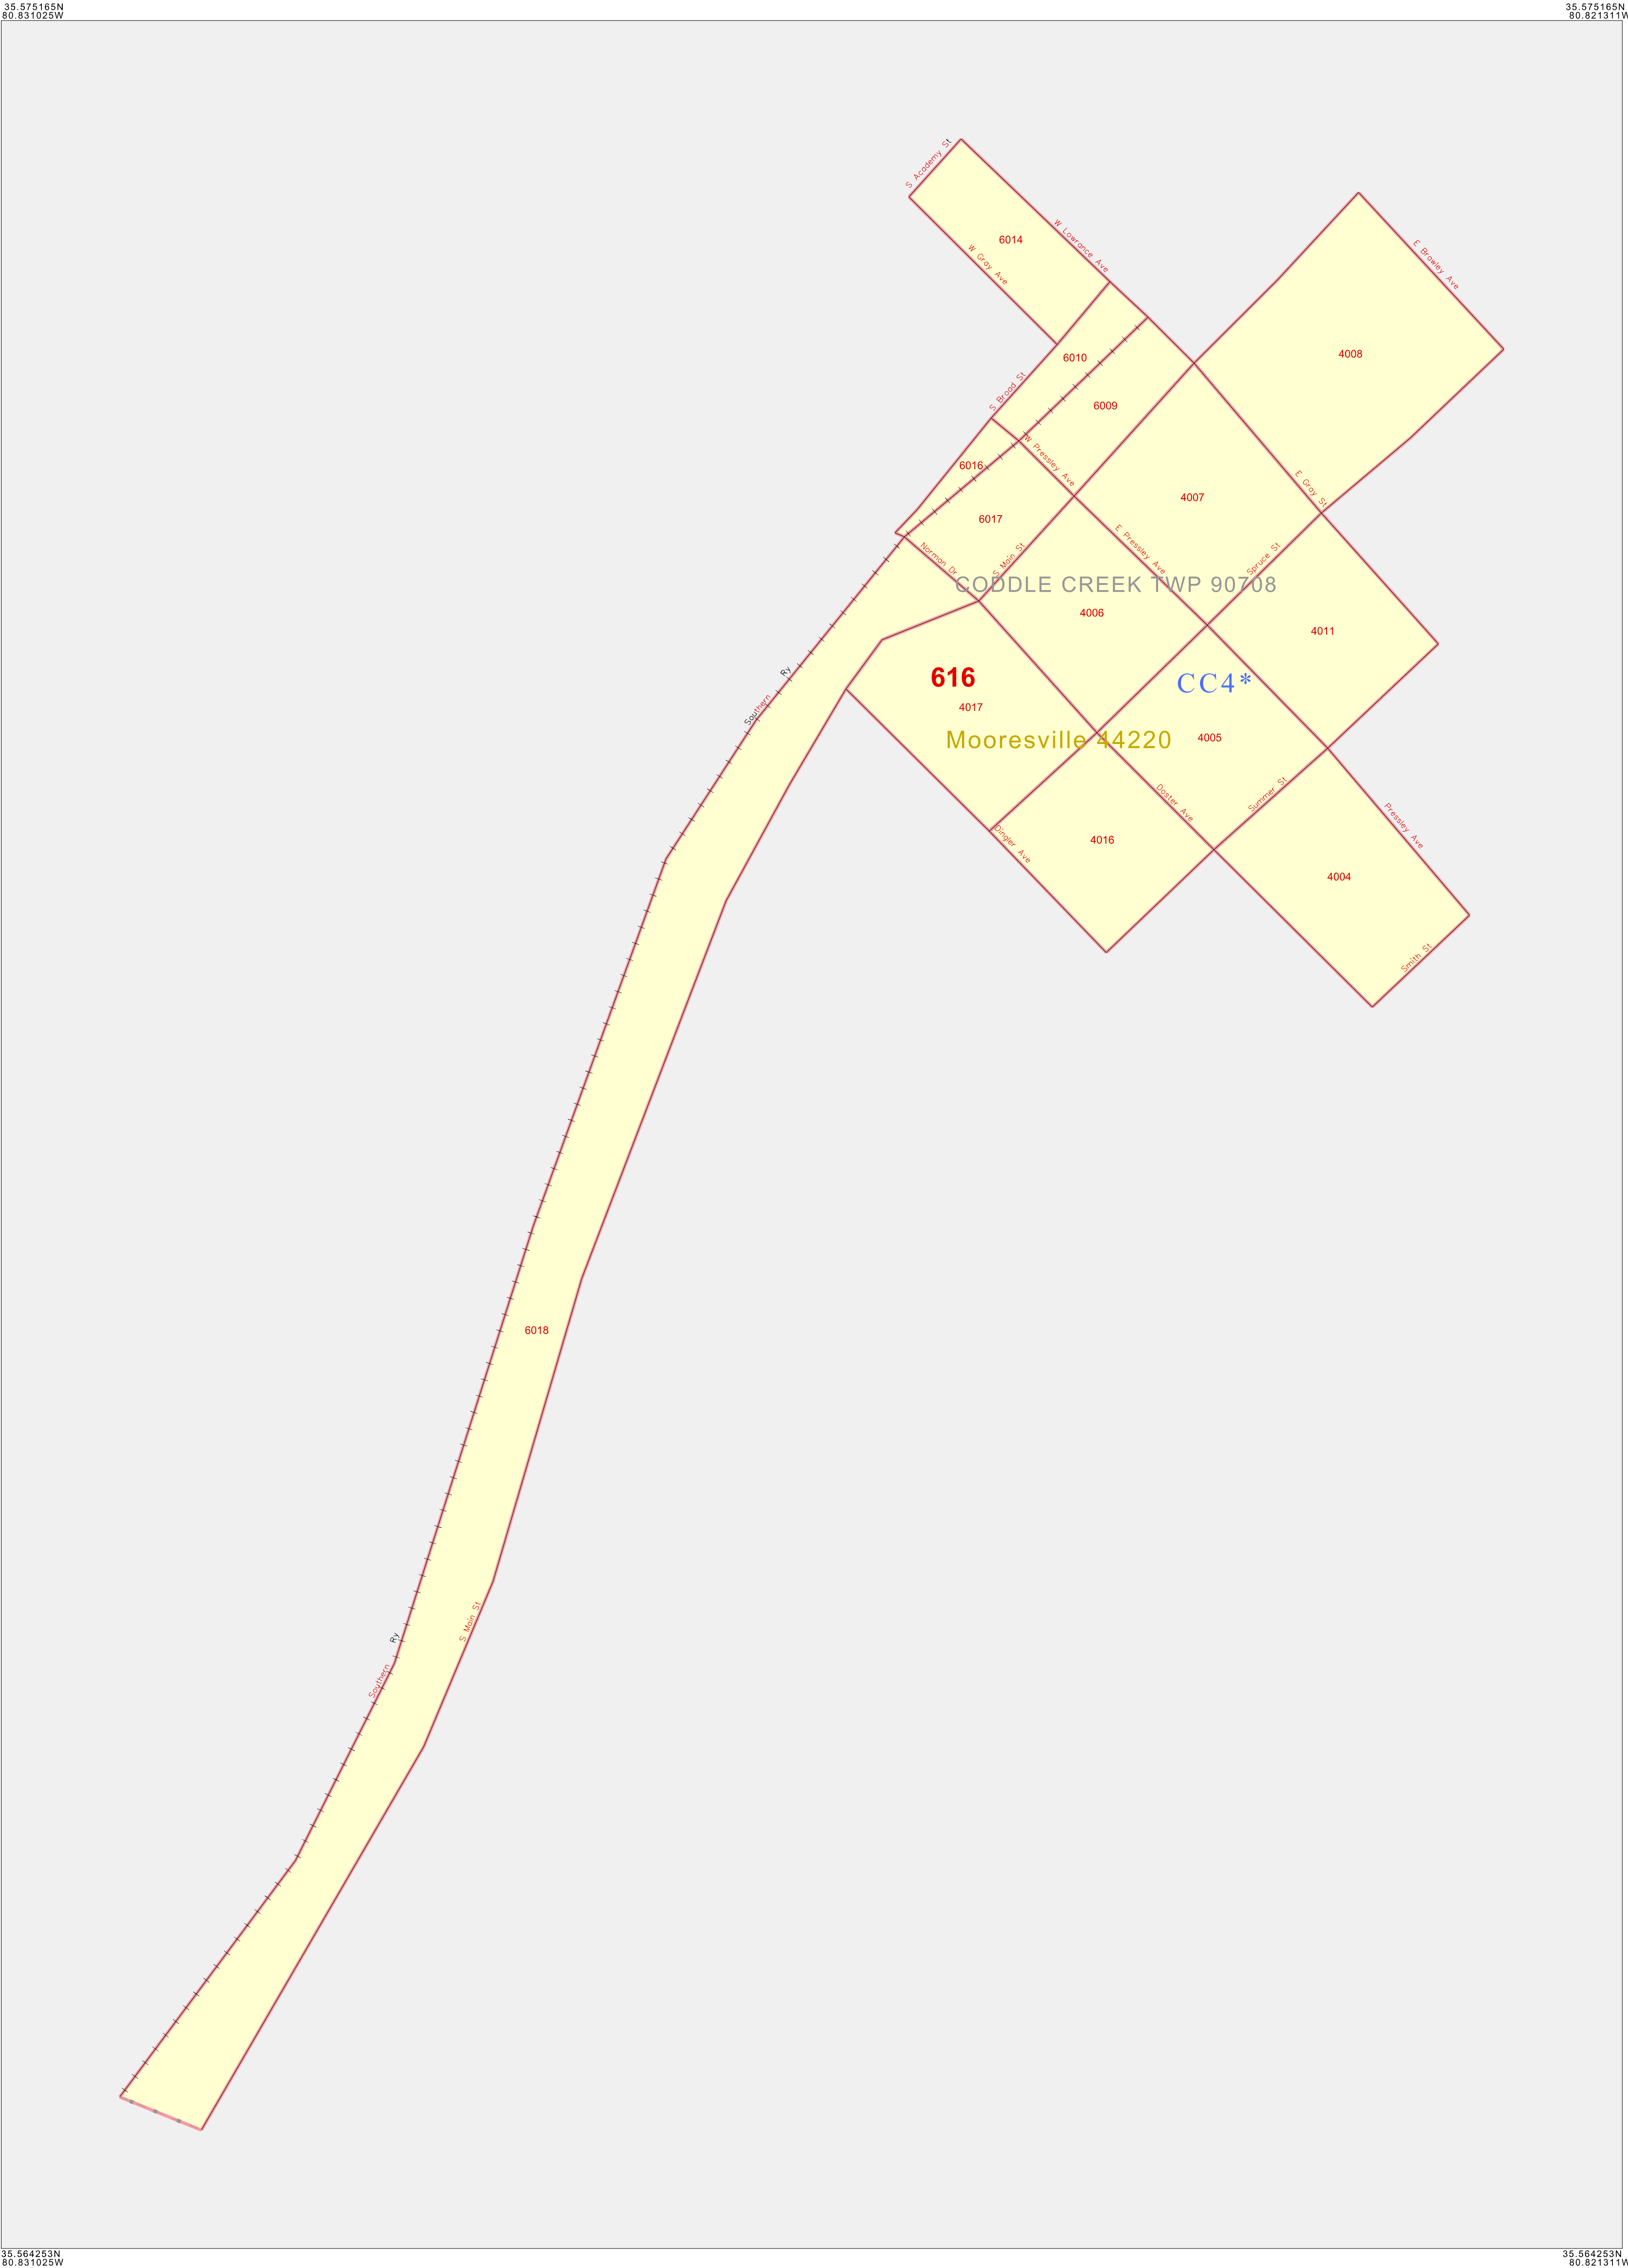 35.575165N
80.831025W
35.575165N
80.821311W
S Academy St
W Lowrance Ave
6014
W Gray Ave
E Brawley Ave
4008
6010
S Broad St
6009
W Pressley Ave
6016
E Gray St
4007
6017
E Pressley Ave
Norman Dr
S Main St
Spruce St
CODDLE CREEK TWP 90708
4006
4011
Southern Ry
616
CC4*
4017
Mooresville 44220
4005
Doster Ave
Summer St
Pressley Ave
Dingler Ave
4016
4004
Smith St
6018
S Main St
Southern Ry
35.564253N
80.831025W
35.564253N
80.821311W